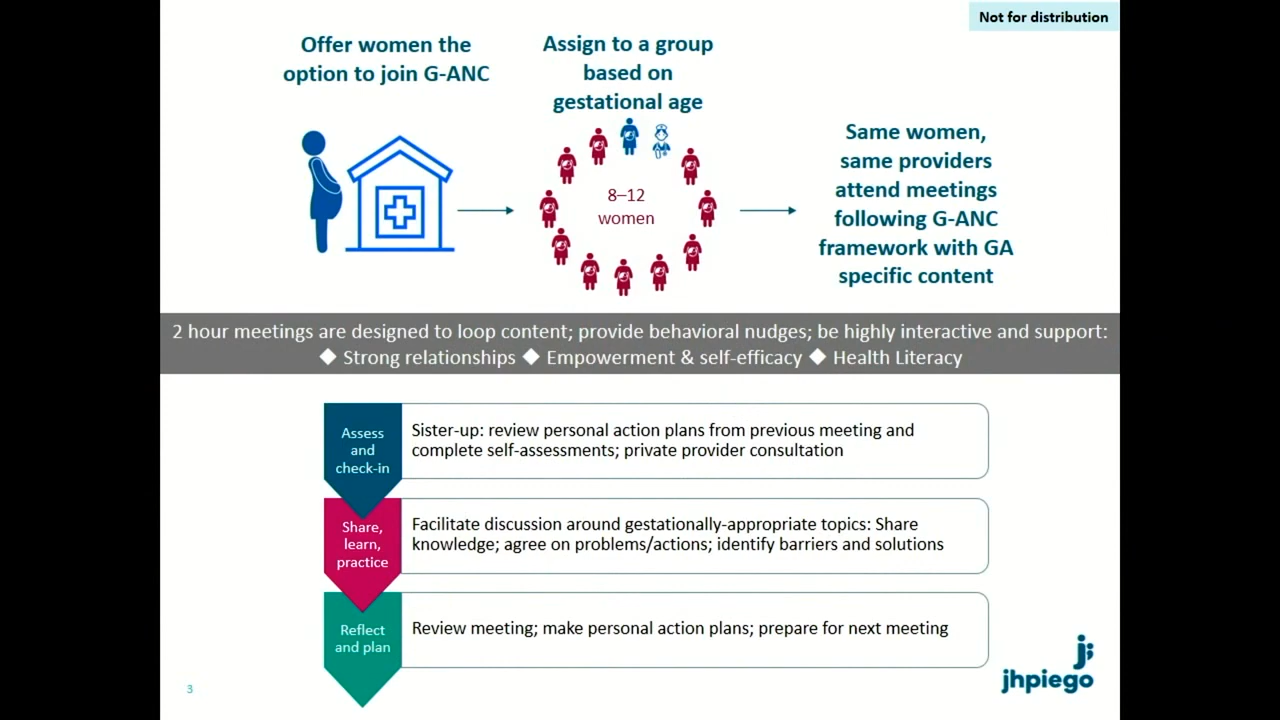 Not for distribution
Offer women the
option to join G-ANC
Assign to a group
based on
gestational age
8–12
women
Same women,
same providers
attend meetings
following G-ANC
framework with GA
specific content
2 hour meetings are designed to loop content; provide behavioral nudges; be highly interactive and support:
◆ Strong relationships ◆ Empowerment & self-efficacy ◆ Health Literacy
Assess
and
check-in
Sister-up: review personal action plans from previous meeting and
complete self-assessments; private provider consultation
Share,
learn,
practice
Facilitate discussion around gestationally-appropriate topics: Share
knowledge; agree on problems/actions; identify barriers and solutions
Reflect
and plan
Review meeting; make personal action plans; prepare for next meeting
3
jhpiego